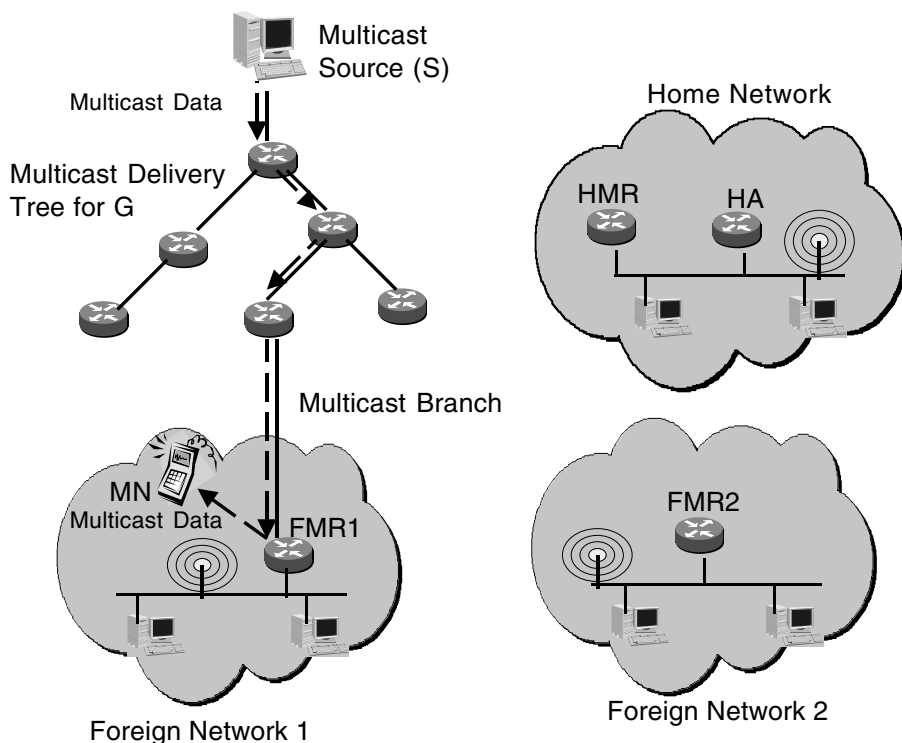 Multicast
Source (S)
Multicast Data
Multicast Delivery
Tree for G
Home Network
HMR
HA
Multicast Branch
MN
Multicast Data
FMR1
FMR2
Foreign Network 1
Foreign Network 2